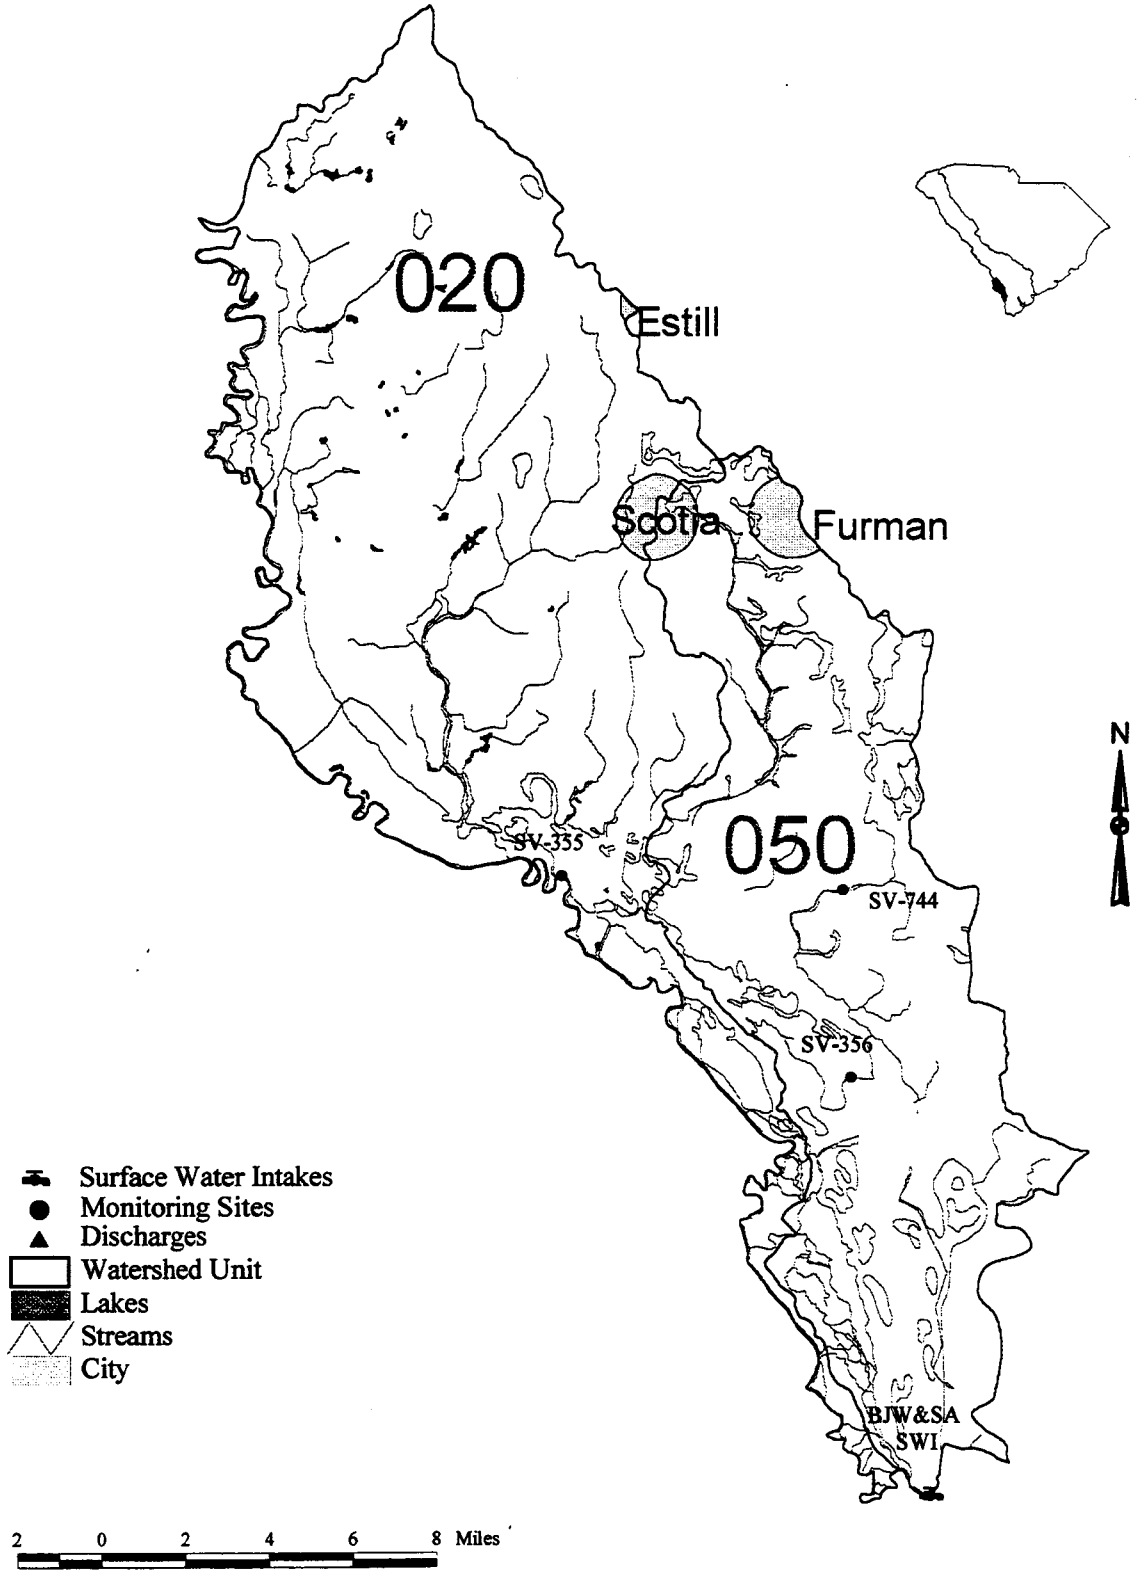 020
Estill
Scotia
Furman
N
SV-355
050
SV-744
SV-356
Surface Water Intakes
Monitoring Sites
Discharges
Watershed Unit
Lakes
Streams
City
BJW&SA
SWI
2 0 2 4 6 8 Miles